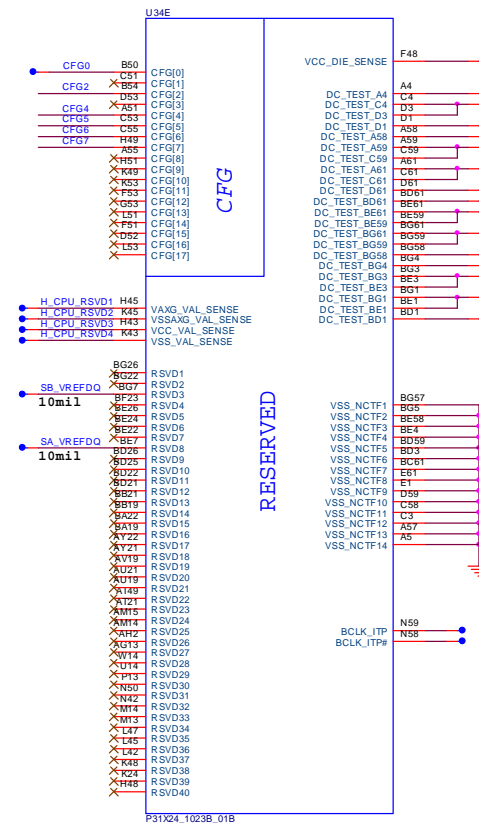 U34E
CFG0 B50 CFG[0]
C51 CFG[1]
CFG2 B54 CFG[2]
D53 CFG[3]
CFG4 A51 CFG[4]
CFG5 C53 CFG[5]
CFG6 C55 CFG[6]
CFG7 H49 CFG[7]
A55 CFG[8]
H51 CFG[9]
K49 CFG[10]
K53 CFG[11]
F53 CFG[12]
G53 CFG[13]
L51 CFG[14]
F51 CFG[15]
D52 CFG[16]
L53 CFG[17]
CFG
H_CPU_RSVD1 H45 VAXG_VAL_SENSE
H_CPU_RSVD2 K45 VSSAXG_VAL_SENSE
H_CPU_RSVD3 H43 VCC_VAL_SENSE
H_CPU_RSVD4 K43 VSS_VAL_SENSE
BG26 RSVD1
BG22 RSVD2
SB_VREFDQ BG7 RSVD3
10mil
BF23 RSVD4
BE26 RSVD5
BE24 RSVD6
BE22 RSVD7
SA_VREFDQ BE7 RSVD8
10mil
BD26 RSVD9
BD25 RSVD10
BD22 RSVD11
BD21 RSVD12
BB21 RSVD13
BB19 RSVD14
BA22 RSVD15
BA19 RSVD16
AY22 RSVD17
AY21 RSVD18
AV19 RSVD19
AU21 RSVD20
AU19 RSVD21
AT49 RSVD22
AT21 RSVD23
AM15 RSVD24
AM14 RSVD25
AH2 RSVD26
AG13 RSVD27
W14 RSVD28
U14 RSVD29
P13 RSVD30
N50 RSVD31
N42 RSVD32
M14 RSVD33
M13 RSVD34
L47 RSVD35
L45 RSVD36
L42 RSVD37
K48 RSVD38
K24 RSVD39
H48 RSVD40
RESERVED
VCC_DIE_SENSE F48
DC_TEST_A4 A4
DC_TEST_C4 C4
DC_TEST_D3 D3
DC_TEST_D1 D1
DC_TEST_A58 A58
DC_TEST_A59 A59
DC_TEST_C59 C59
DC_TEST_A61 A61
DC_TEST_C61 C61
DC_TEST_D61 D61
DC_TEST_BD61 BD61
DC_TEST_BE61 BE61
DC_TEST_BE59 BE59
DC_TEST_BG61 BG61
DC_TEST_BG59 BG59
DC_TEST_BG58 BG58
DC_TEST_BG4 BG4
DC_TEST_BG3 BG3
DC_TEST_BE3 BE3
DC_TEST_BG1 BG1
DC_TEST_BE1 BE1
DC_TEST_BD1 BD1
VSS_NCTF1 BG57
VSS_NCTF2 BG5
VSS_NCTF3 BE58
VSS_NCTF4 BE4
VSS_NCTF5 BD59
VSS_NCTF6 BD3
VSS_NCTF7 BC61
VSS_NCTF8 E61
VSS_NCTF9 E1
VSS_NCTF10 D59
VSS_NCTF11 C58
VSS_NCTF12 C3
VSS_NCTF13 A57
VSS_NCTF14 A5
BCLK_ITP N59
BCLK_ITP# N58
P31X24_1023B_01B